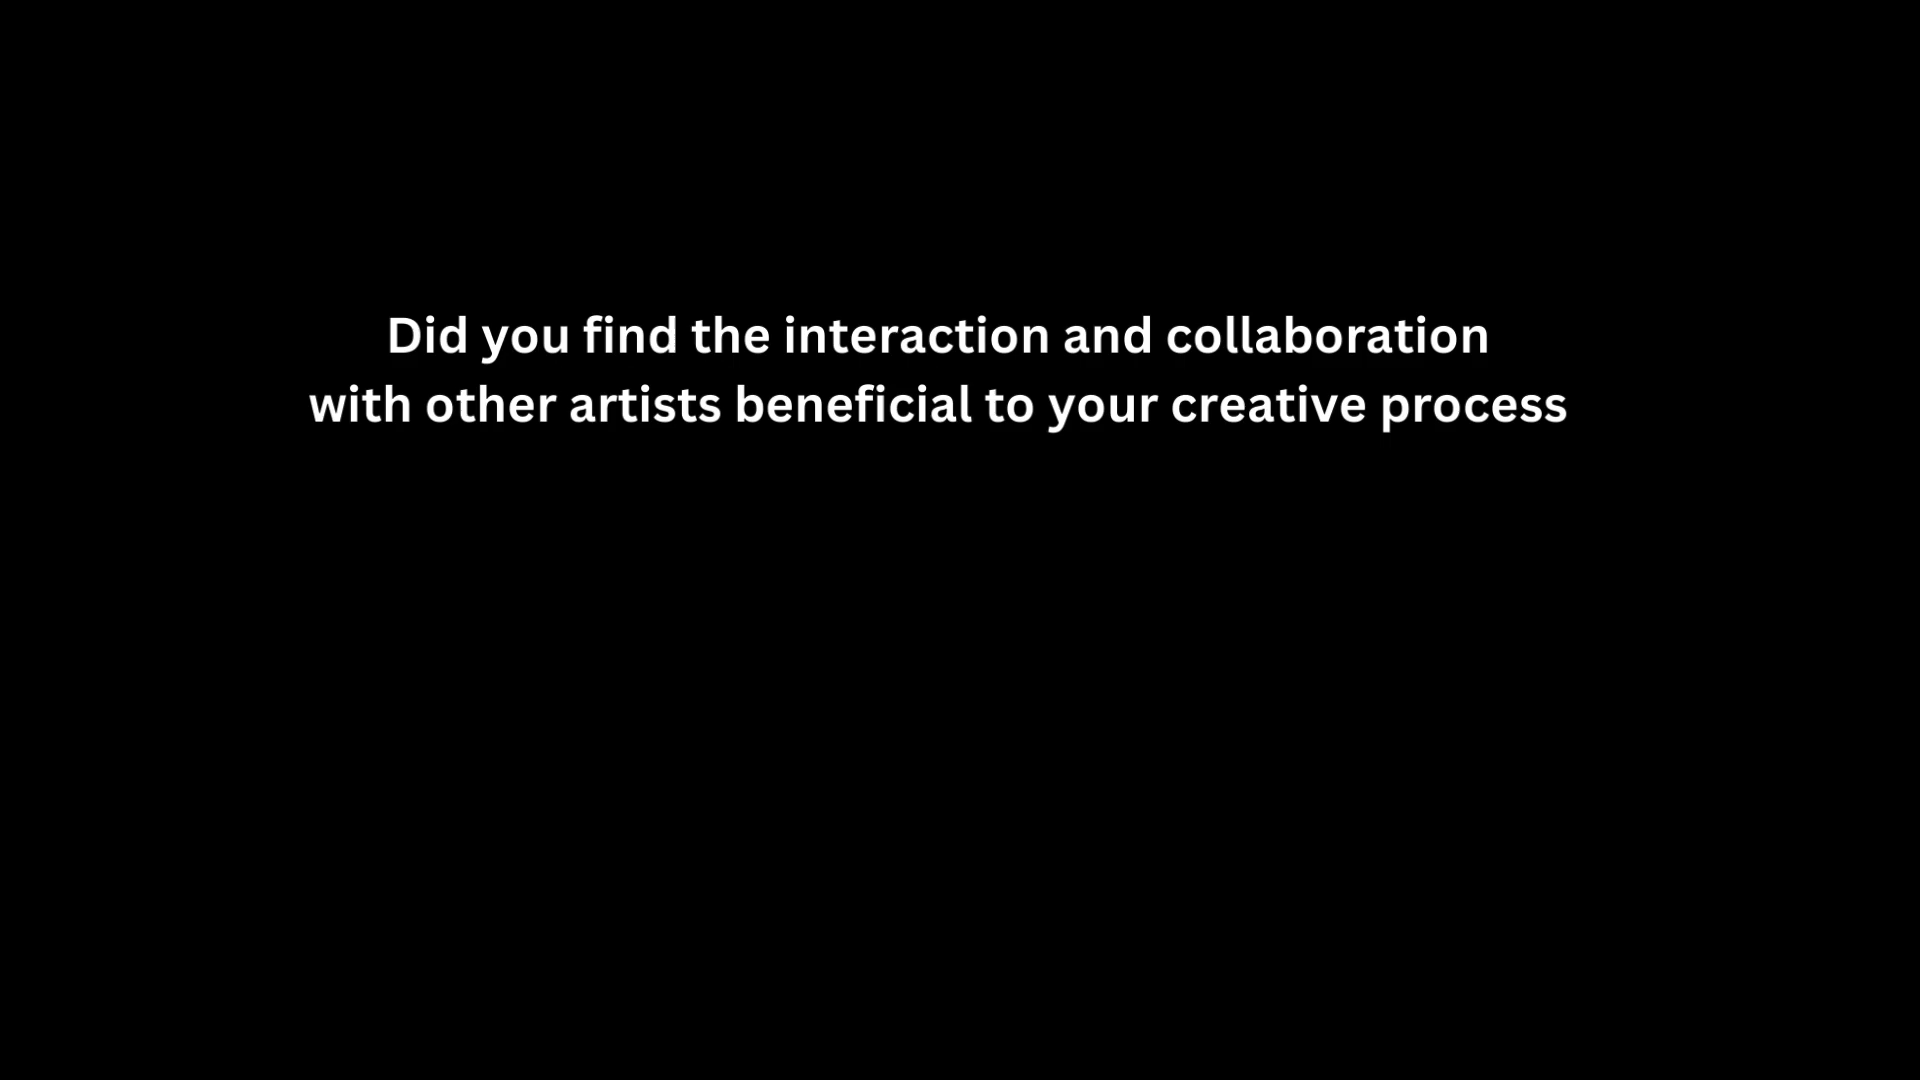 Did you find the interaction and collaboration
with other artists beneficial to your creative process